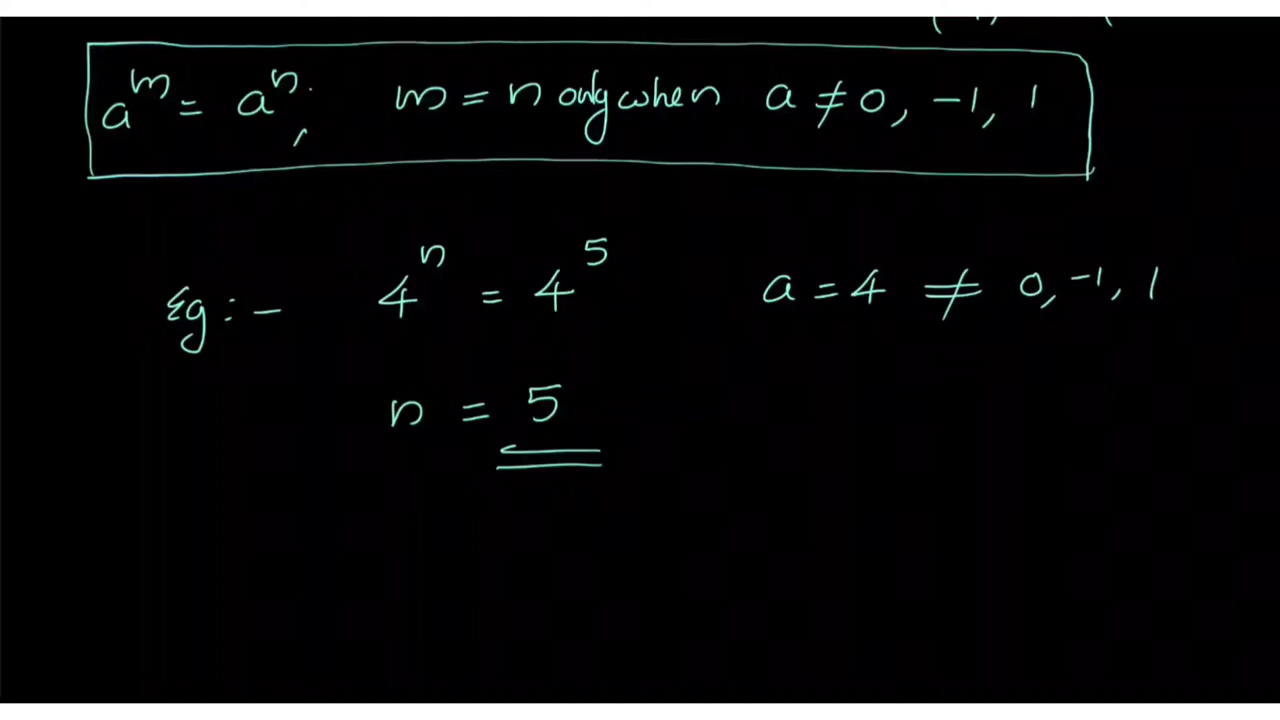 a^m = a^n, m = n only when a ≠ 0, -1, 1
Eg :- 4^n = 4^5 a = 4 ≠ 0, -1, 1
n = 5